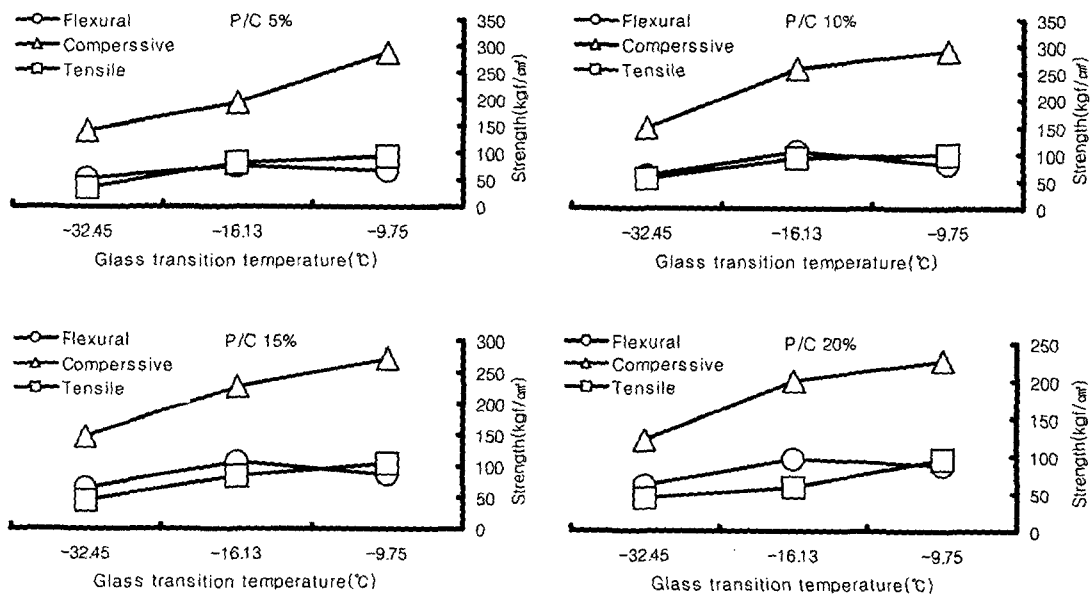 Flexural
P/C 5%
Comperssive
Tensile
350
300
250
200
150
100
50
0
Strength(kgf/㎠)
-32.45 -16.13 -9.75
Glass transition temperature(℃)
Flexural
P/C 10%
Comperssive
Tensile
350
300
250
200
150
100
50
0
Strength(kgf/㎠)
-32.45 -16.13 -9.75
Glass transition temperature(℃)
Flexural
P/C 15%
Comperssive
Tensile
300
250
200
150
100
50
0
Strength(kgf/㎠)
-32.45 -16.13 -9.75
Glass transition temperature(℃)
Flexural
P/C 20%
Comperssive
Tensile
250
200
150
100
50
0
Strength(kgf/㎠)
-32.45 -16.13 -9.75
Glass transition temperature(℃)